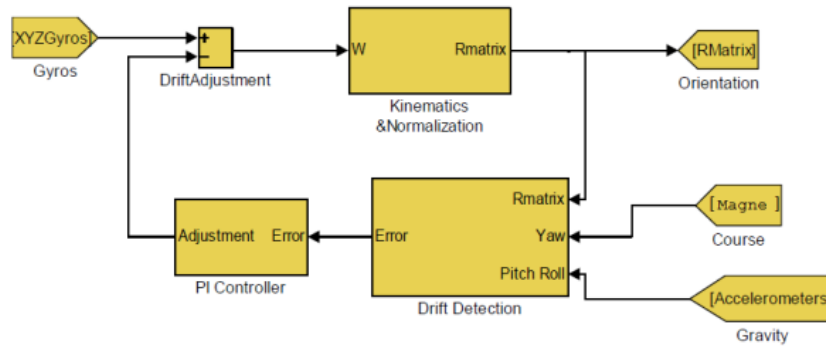 [XYZGyros]
Gyros
+
−
DriftAdjustment
W
Rmatrix
Kinematics
&Normalization
[RMatrix]
Orientation
Adjustment
Error
PI Controller
Error
Rmatrix
Yaw
Pitch Roll
Drift Detection
[ Magne ]
Course
[Accelerometers
Gravity